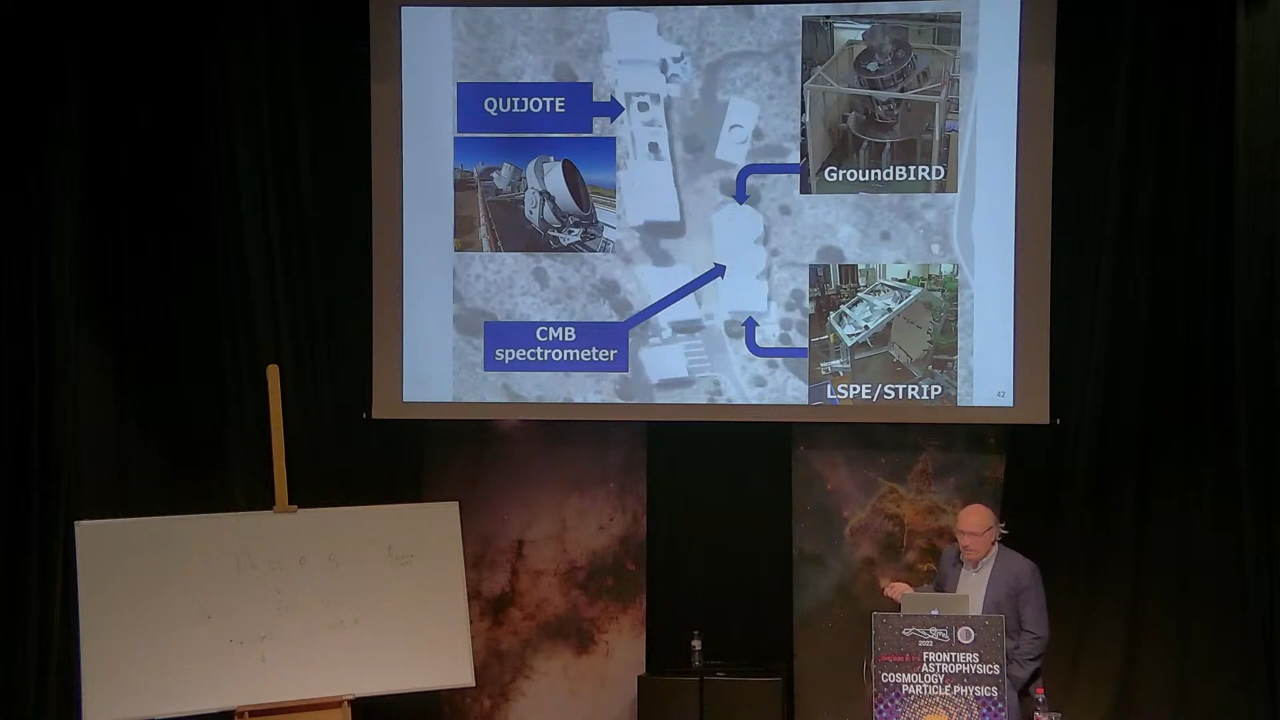 QUIJOTE
GroundBIRD
CMB
spectrometer
LSPE/STRIP
42
2022
FRONTIERS
ASTROPHYSICS
COSMOLOGY
PARTICLE PHYSICS